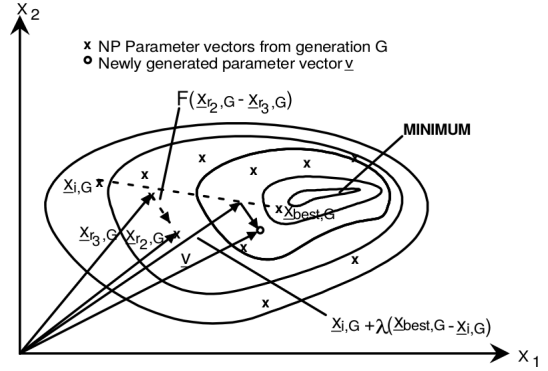 X2
x NP Parameter vectors from generation G
Newly generated parameter vector v
F(xr2,G - xr3,G)
MINIMUM
xi,G
xbest,G
xr3,G
xr2,G
v
xi,G + λ(xbest,G - xi,G)
X1